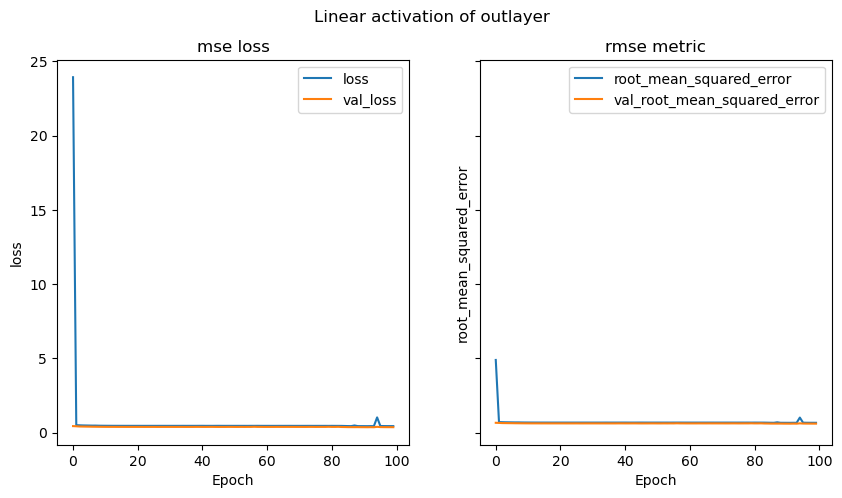 Linear activation of outlayer
mse loss
loss
val_loss
25
20
15
10
5
0
loss
0 20 40 60 80 100
Epoch
rmse metric
root_mean_squared_error
val_root_mean_squared_error
root_mean_squared_error
0 20 40 60 80 100
Epoch